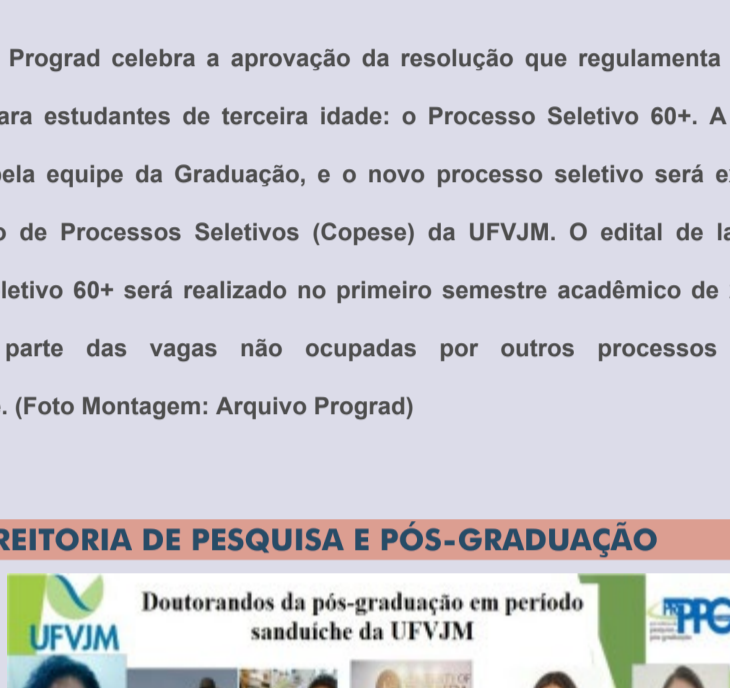 Prograd celebra a aprovação da resolução que regulamenta
para estudantes de terceira idade: o Processo Seletivo 60+. A
pela equipe da Graduação, e o novo processo seletivo será
de Processos Seletivos (Copese) da UFVJM. O edital de
letivo 60+ será realizado no primeiro semestre acadêmico de
parte das vagas não ocupadas por outros processos
. (Foto Montagem: Arquivo Prograd)
REITORIA DE PESQUISA E PÓS-GRADUAÇÃO
Doutorandos da pós-graduação em período
sanduíche da UFVJM
UFVJM
PRPPG